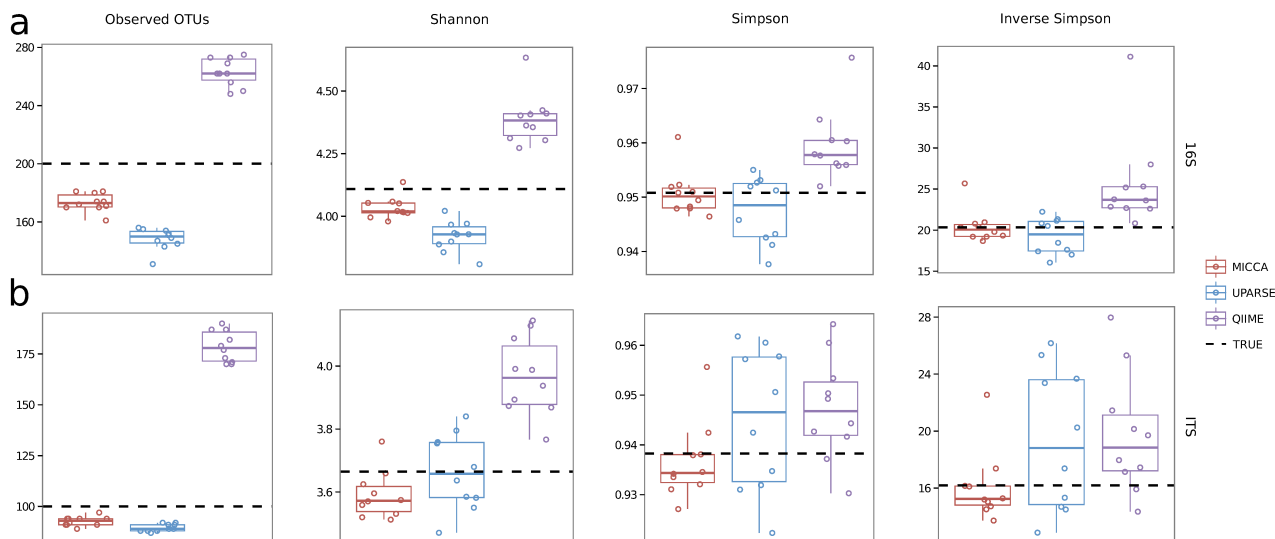 a
Observed OTUs
Shannon
Simpson
Inverse Simpson
280
240
200
160
4.50
4.25
4.00
0.97
0.96
0.95
0.94
40
35
30
25
20
15
16S
b
175
150
125
100
4.0
3.8
3.6
0.96
0.95
0.94
0.93
28
24
20
16
ITS
MICCA
UPARSE
QIIME
TRUE